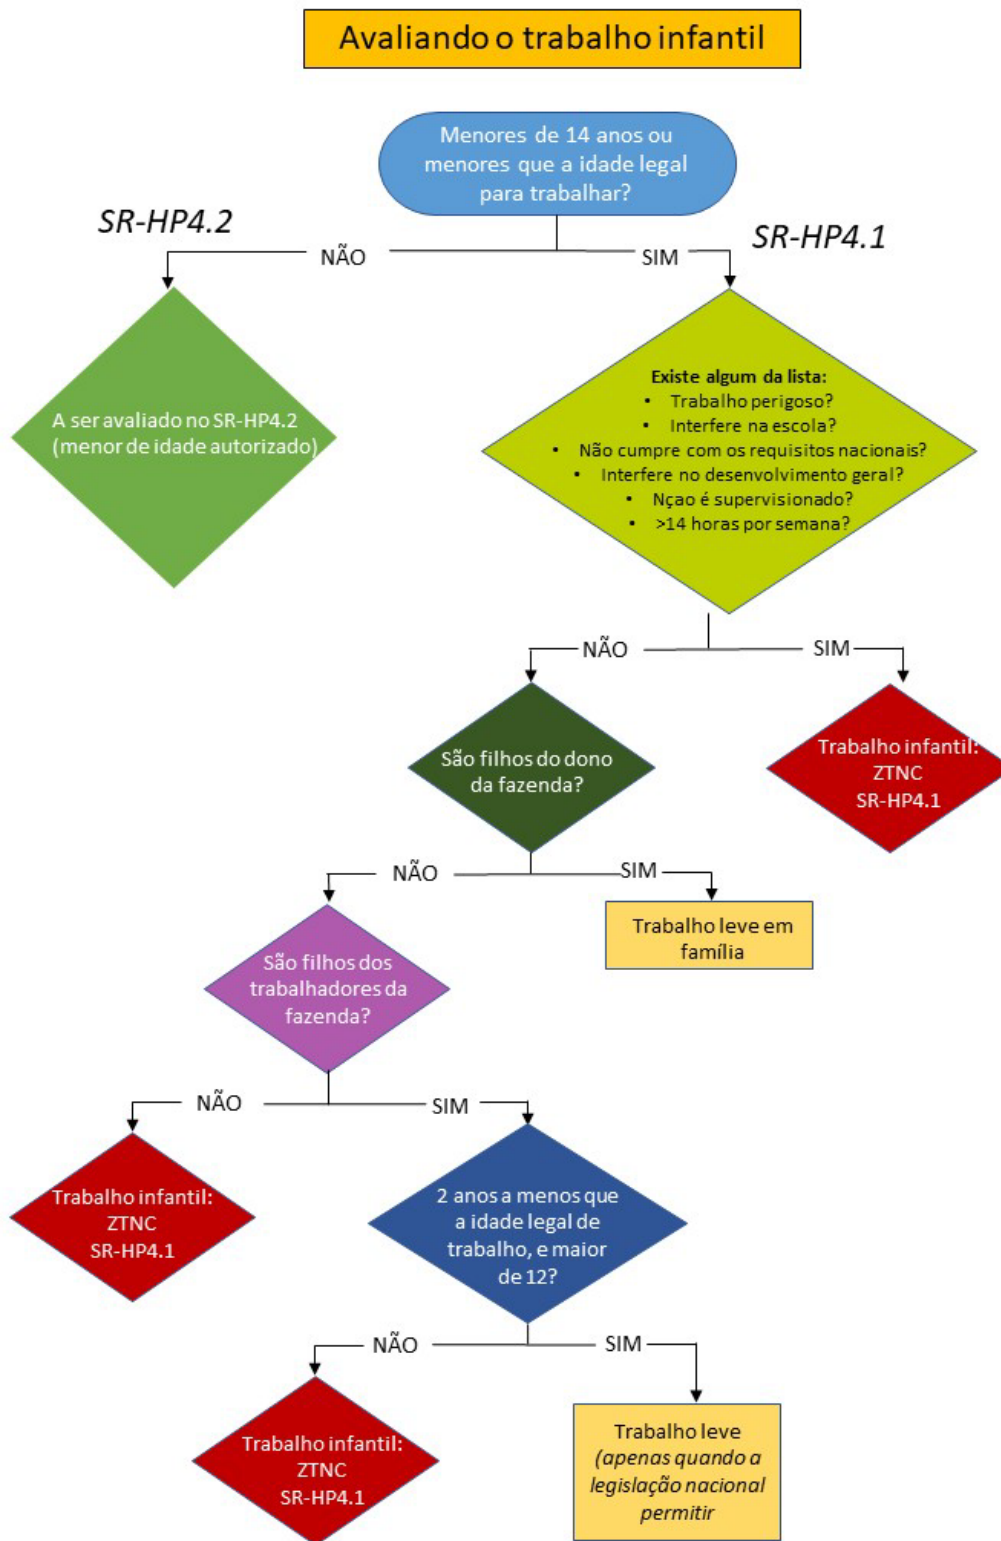 Avaliando o trabalho infantil
Menores de 14 anos ou
menores que a idade legal
para trabalhar?
SR-HP4.2
SR-HP4.1
NÃO
SIM
A ser avaliado no SR-HP4.2
(menor de idade autorizado)
Existe algum da lista:
• Trabalho perigoso?
• Interfere na escola?
• Não cumpre com os requisitos nacionais?
• Interfere no desenvolvimento geral?
• Nçao é supervisionado?
• >14 horas por semana?
NÃO
SIM
São filhos do dono
da fazenda?
Trabalho infantil:
ZTNC
SR-HP4.1
NÃO
SIM
São filhos dos
trabalhadores da
fazenda?
Trabalho leve em
família
NÃO
SIM
Trabalho infantil:
ZTNC
SR-HP4.1
2 anos a menos que
a idade legal de
trabalho, e maior
de 12?
NÃO
SIM
Trabalho infantil:
ZTNC
SR-HP4.1
Trabalho leve
(apenas quando a
legislação nacional
permitir